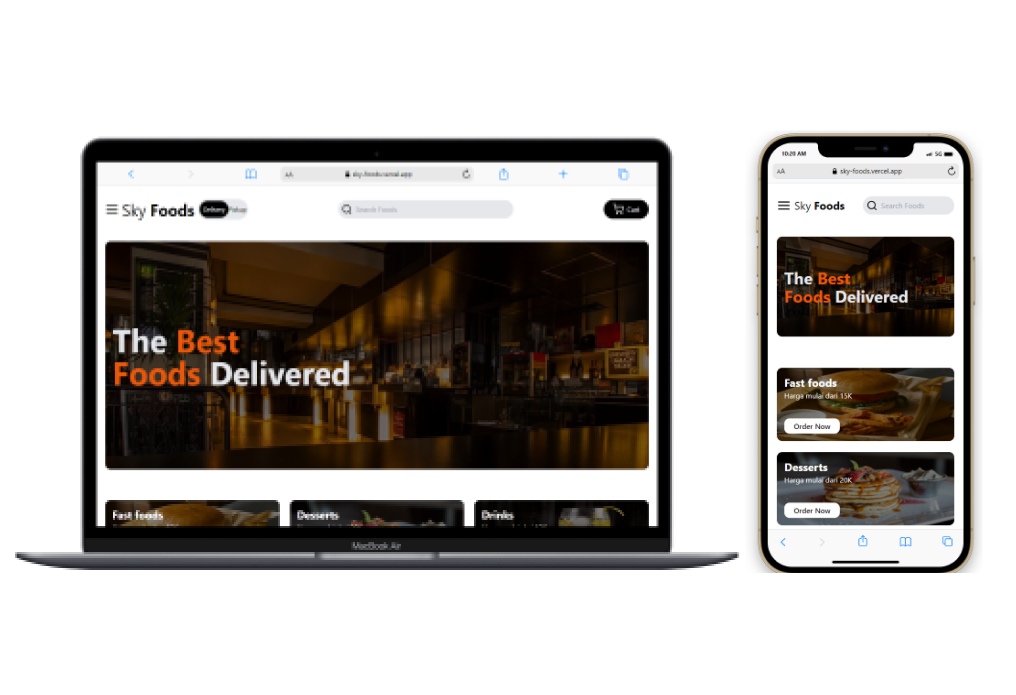 AA
sky-foods.vercel.app
Sky Foods
Delivery
Pickup
Search Foods
Cart
The Best
Foods Delivered
Fast foods
Desserts
Drinks
MacBook Air
10:20 AM
5G
AA
sky-foods.vercel.app
Sky Foods
Search Foods
The Best
Foods Delivered
Fast foods
Harga mulai dari 15K
Order Now
Desserts
Harga mulai dari 20K
Order Now